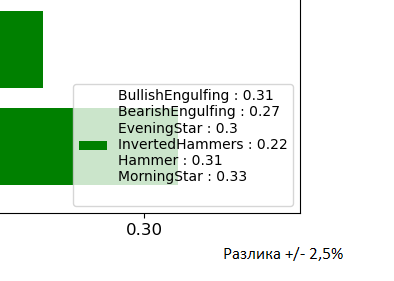 BullishEngulfing : 0.31
BearishEngulfing : 0.27
EveningStar : 0.3
InvertedHammers : 0.22
Hammer : 0.31
MorningStar : 0.33
0.30
Разлика +/- 2,5%